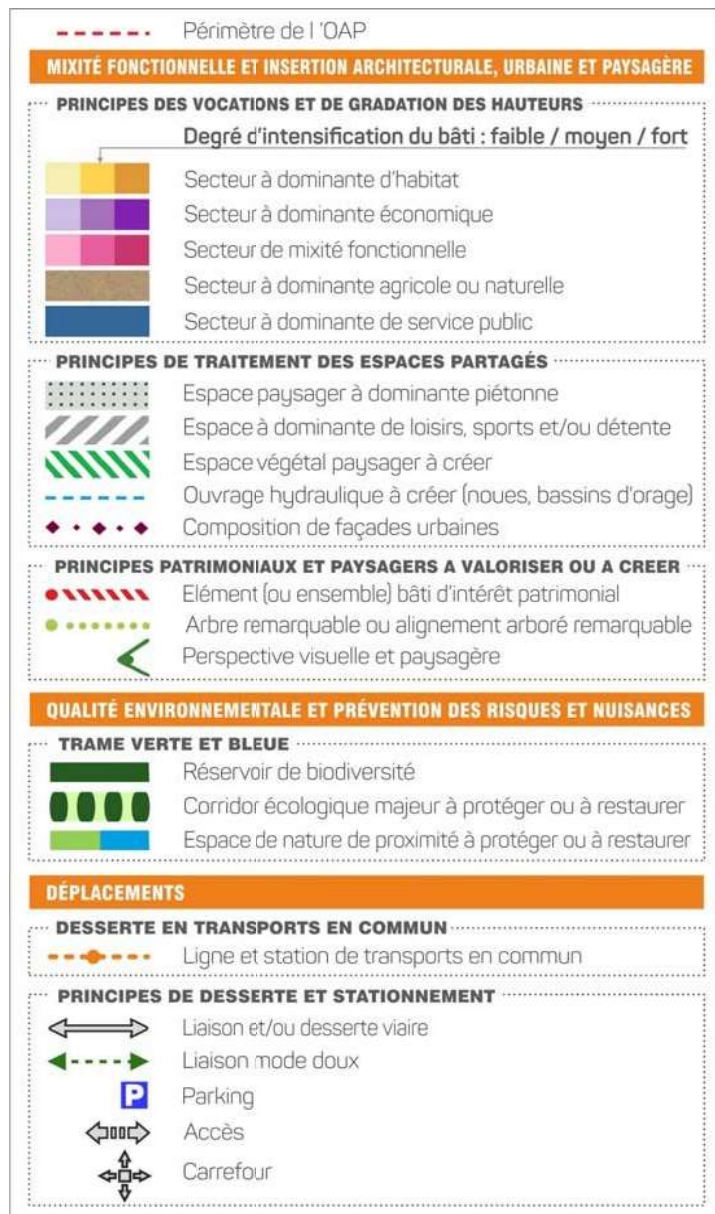 Périmètre de l 'OAP
MIXITÉ FONCTIONNELLE ET INSERTION ARCHITECTURALE, URBAINE ET PAYSAGÈRE
PRINCIPES DES VOCATIONS ET DE GRADATION DES HAUTEURS
Degré d'intensification du bâti : faible / moyen / fort
Secteur à dominante d'habitat
Secteur à dominante économique
Secteur de mixité fonctionnelle
Secteur à dominante agricole ou naturelle
Secteur à dominante de service public
PRINCIPES DE TRAITEMENT DES ESPACES PARTAGÉS
Espace paysager à dominante piétonne
Espace à dominante de loisirs, sports et/ou détente
Espace végétal paysager à créer
Ouvrage hydraulique à créer (noues, bassins d'orage)
Composition de façades urbaines
PRINCIPES PATRIMONIAUX ET PAYSAGERS A VALORISER OU A CREER
Elément (ou ensemble) bâti d'intérêt patrimonial
Arbre remarquable ou alignement arboré remarquable
Perspective visuelle et paysagère
QUALITÉ ENVIRONNEMENTALE ET PRÉVENTION DES RISQUES ET NUISANCES
TRAME VERTE ET BLEUE
Réservoir de biodiversité
Corridor écologique majeur à protéger ou à restaurer
Espace de nature de proximité à protéger ou à restaurer
DÉPLACEMENTS
DESSERTE EN TRANSPORTS EN COMMUN
Ligne et station de transports en commun
PRINCIPES DE DESSERTE ET STATIONNEMENT
Liaison et/ou desserte viaire
Liaison mode doux
P Parking
Accès
Carrefour